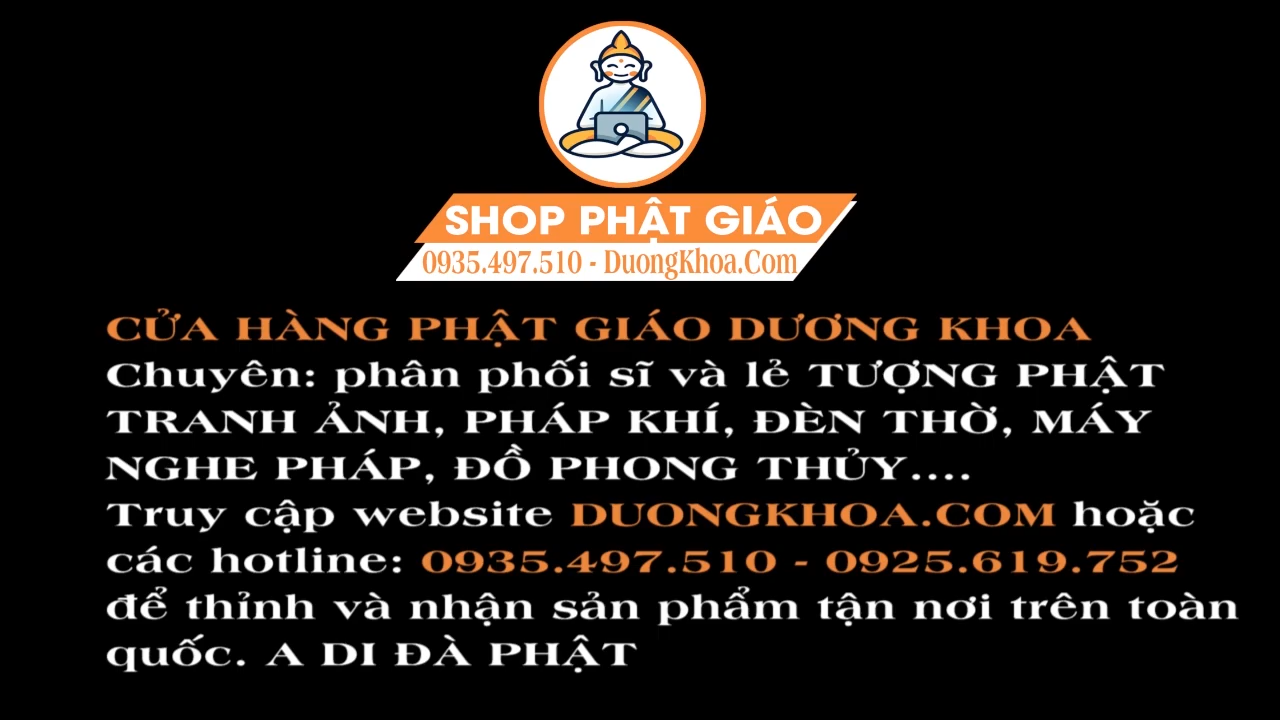 SHOP PHẬT GIÁO
0935.497.510 - DuongKhoa.Com
CỬA HÀNG PHẬT GIÁO DƯƠNG KHOA
Chuyên: phân phối sĩ và lẻ TƯỢNG PHẬT
TRANH ẢNH, PHÁP KHÍ, ĐÈN THỜ, MÁY
NGHE PHÁP, ĐỒ PHONG THỦY....
Truy cập website DUONGKHOA.COM hoặc
các hotline: 0935.497.510 - 0925.619.752
để thỉnh và nhận sản phẩm tận nơi trên toàn
quốc. A DI ĐÀ PHẬT